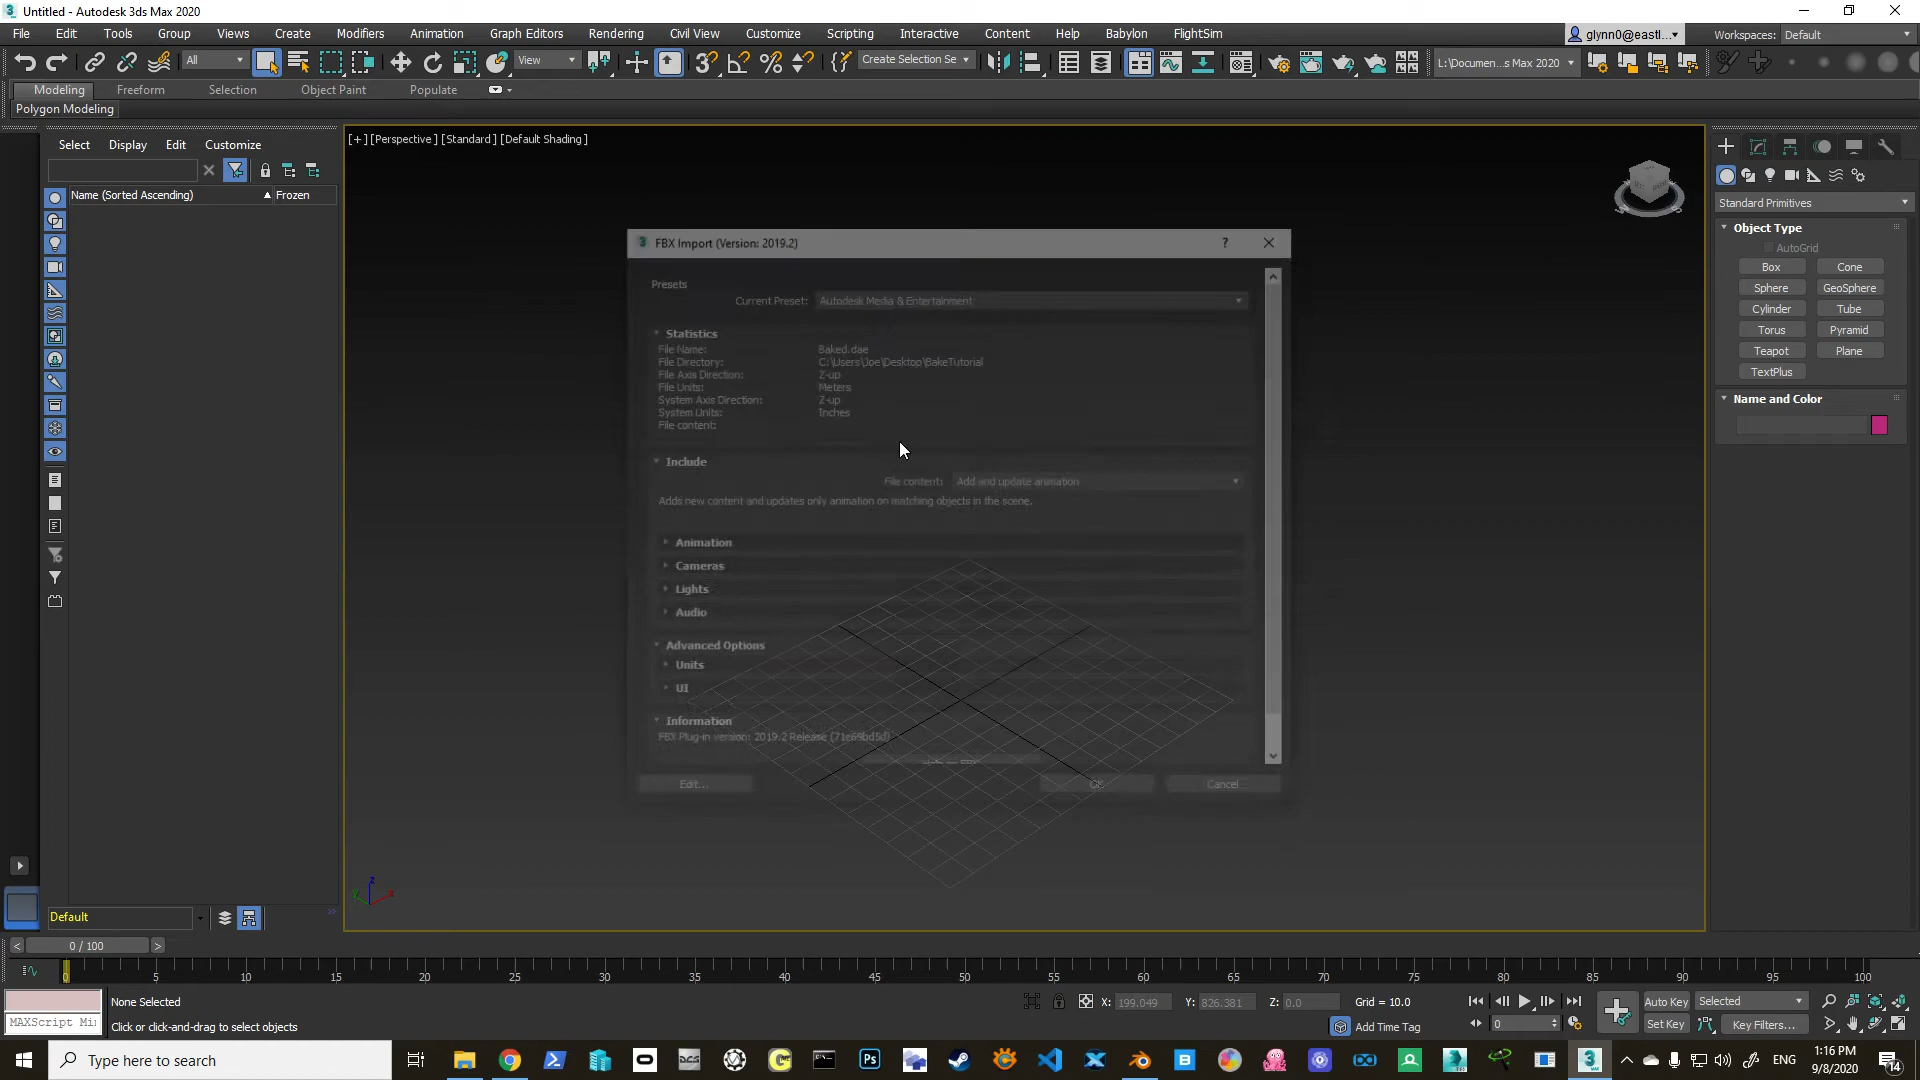 Untitled - Autodesk 3ds Max 2020
File Edit Tools Group Views Create Modifiers Animation Graph Editors Rendering Civil View Customize Scripting Interactive Content Help Babylon FlightSim
glynn0@eastl... Workspaces: Default
All View Create Selection Se L:\Documen...s Max 2020
Modeling Freeform Selection Object Paint Populate
Polygon Modeling
Select Display Edit Customize
Name (Sorted Ascending) Frozen
[+] [Perspective ] [Standard ] [Default Shading ]
FBX Import (Version: 2019.2) ?
Presets
Current Preset: Autodesk Media & Entertainment
Statistics
File Name: Baked.dae
File Directory: C:\Users\Joe\Desktop\BakeTutorial
File Axis Direction: Z-up
File Units: Meters
System Axis Direction: Z-up
System Units: Inches
File content:
Include
File content: Add and update animation
Adds new content and updates only animation on matching objects in the scene.
Animation
Cameras
Lights
Audio
Advanced Options
Units
UI
Information
FBX Plug-in version: 2019.2 Release (71e69bd5d)
Edit... OK Cancel
Standard Primitives
Object Type
AutoGrid
Box Cone
Sphere GeoSphere
Cylinder Tube
Torus Pyramid
Teapot Plane
TextPlus
Name and Color
z
x
y
Default
< 0 / 100 >
0 5 10 15 20 25 30 35 40 45 50 55 60 65 70 75 80 85 90 95 100
None Selected X: 199.049 Y: 826.381 Z: 0.0 Grid = 10.0 Auto Key Selected
MAXScript Mi Click or click-and-drag to select objects Add Time Tag 0 Set Key Key Filters...
Type here to search
Ps
ENG
1:16 PM
9/8/2020
14